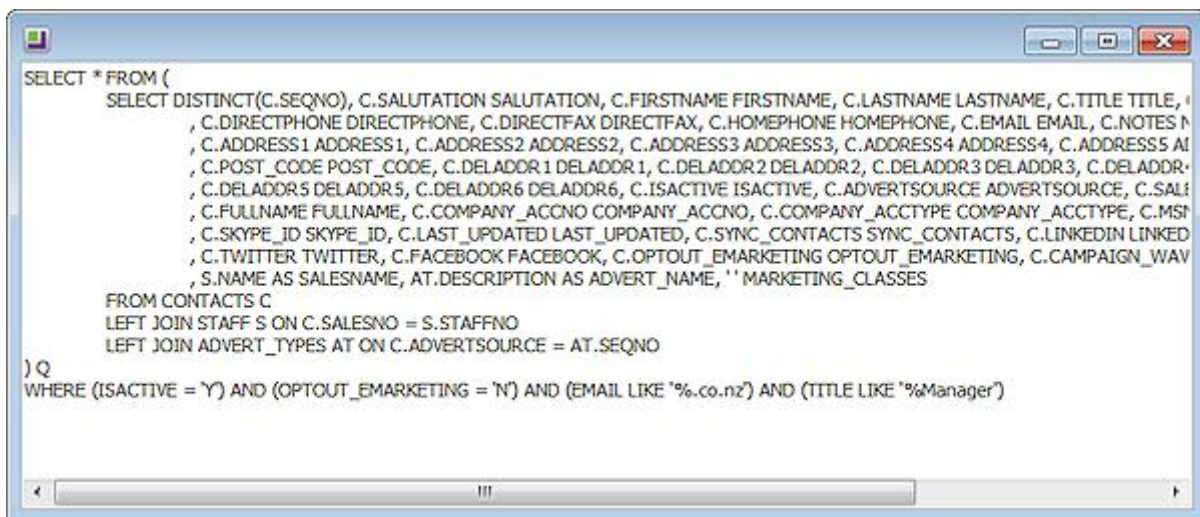 SELECT * FROM (
SELECT DISTINCT(C.SEQNO), C.SALUTATION SALUTATION, C.FIRSTNAME FIRSTNAME, C.LASTNAME LASTNAME, C.TITLE TITLE,
, C.DIRECTPHONE DIRECTPHONE, C.DIRECTFAX DIRECTFAX, C.HOMEPHONE HOMEPHONE, C.EMAIL EMAIL, C.NOTES
, C.ADDRESS1 ADDRESS1, C.ADDRESS2 ADDRESS2, C.ADDRESS3 ADDRESS3, C.ADDRESS4 ADDRESS4, C.ADDRESS5
, C.POST_CODE POST_CODE, C.DELADDR1 DELADDR1, C.DELADDR2 DELADDR2, C.DELADDR3 DELADDR3,
, C.DELADDR5 DELADDR5, C.DELADDR6 DELADDR6, C.ISACTIVE ISACTIVE, C.ADVERTSOURCE ADVERTSOURCE,
, C.FULLNAME FULLNAME, C.COMPANY_ACCNO COMPANY_ACCNO, C.COMPANY_ACCTYPE COMPANY_ACCTYPE,
, C.SKYPE_ID SKYPE_ID, C.LAST_UPDATED LAST_UPDATED, C.SYNC_CONTACTS SYNC_CONTACTS, C.LINKEDIN LINKED
, C.TWITTER TWITTER, C.FACEBOOK FACEBOOK, C.OPTOUT_EMARKETING OPTOUT_EMARKETING,
, S.NAME AS SALESNAME, AT.DESCRIPTION AS ADVERT_NAME, ' ' MARKETING_CLASSES
FROM CONTACTS C
LEFT JOIN STAFF S ON C.SALESNO = S.STAFFNO
LEFT JOIN ADVERT_TYPES AT ON C.ADVERTSOURCE = AT.SEQNO
) Q
WHERE (ISACTIVE = 'Y') AND (OPTOUT_EMARKETING = 'N') AND (EMAIL LIKE '%.co.nz') AND (TITLE LIKE '%Manager')